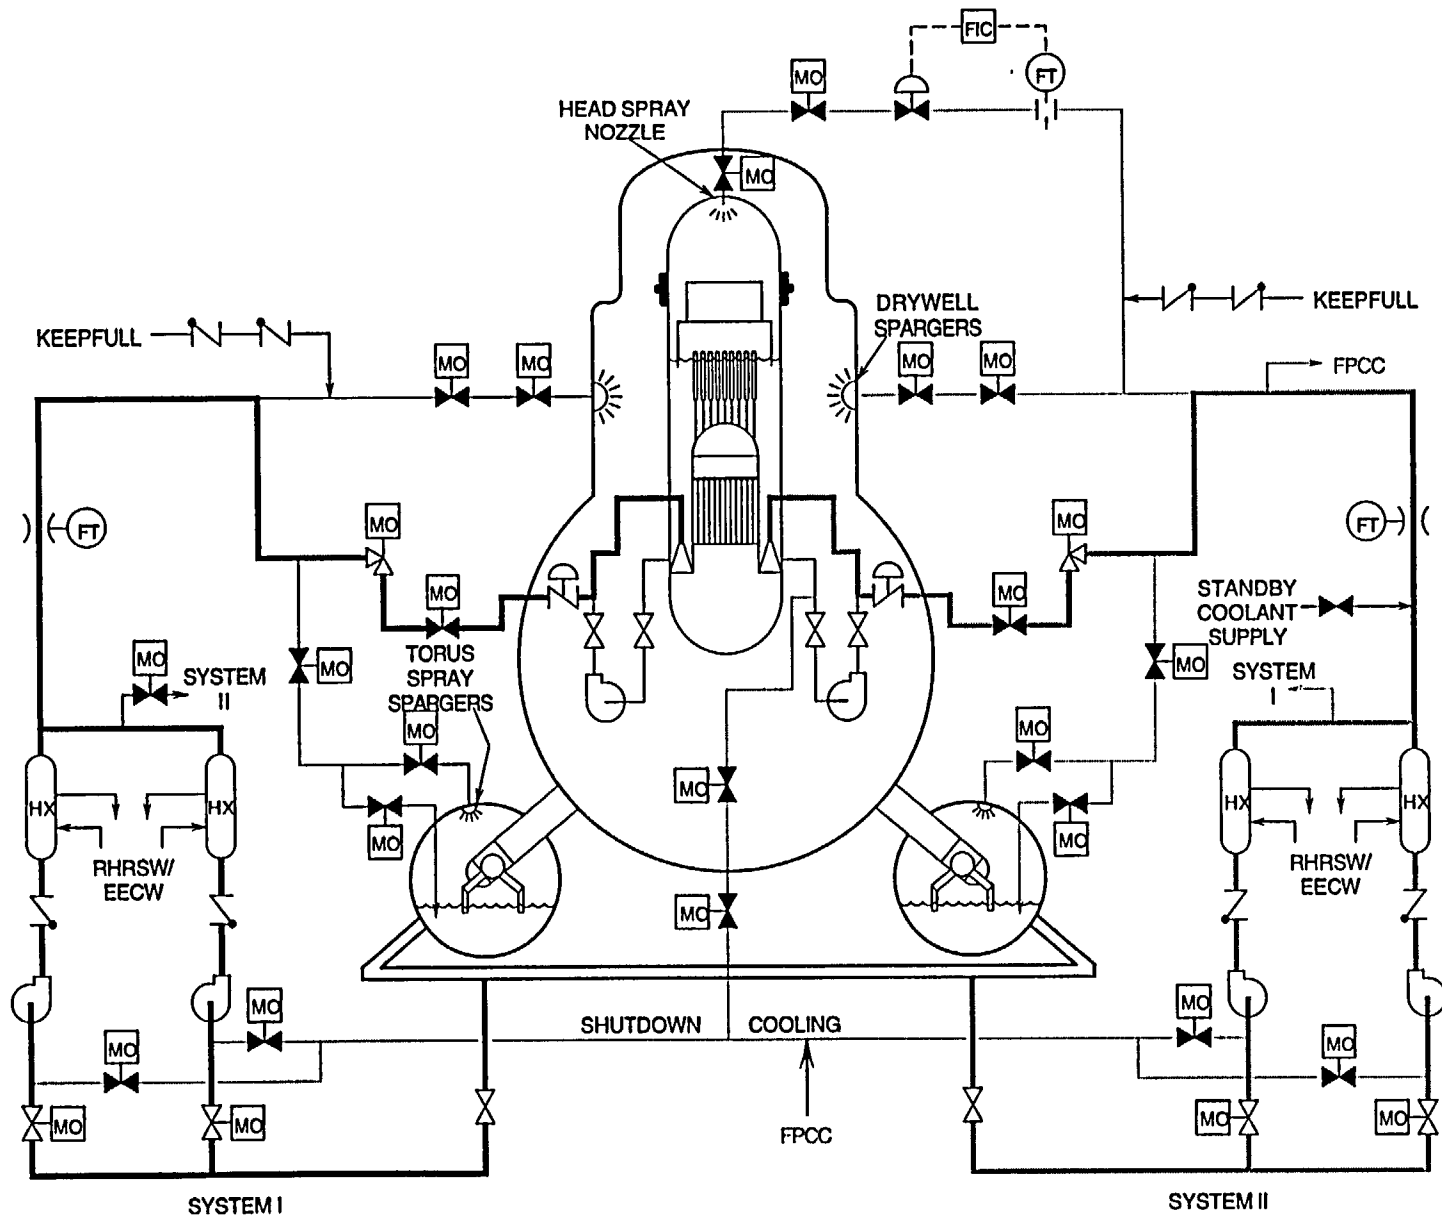 FIC
MO
FT
HEAD SPRAY
NOZZLE
MO
DRYWELL
SPARGERS
KEEPFULL
KEEPFULL
MO
MO
MO
MO
FPCC
FT
MO
MO
FT
MO
MO
STANDBY
COOLANT
SUPPLY
MO
SYSTEM
II
MO
TORUS
SPRAY
SPARGERS
MO
SYSTEM
I
MO
MO
MO
HX
HX
HX
HX
MO
MO
RHRSW/
EECW
RHRSW/
EECW
MO
MO
MO
SHUTDOWN COOLING
MO
MO
MO
MO
MO
MO
FPCC
SYSTEM I
SYSTEM II